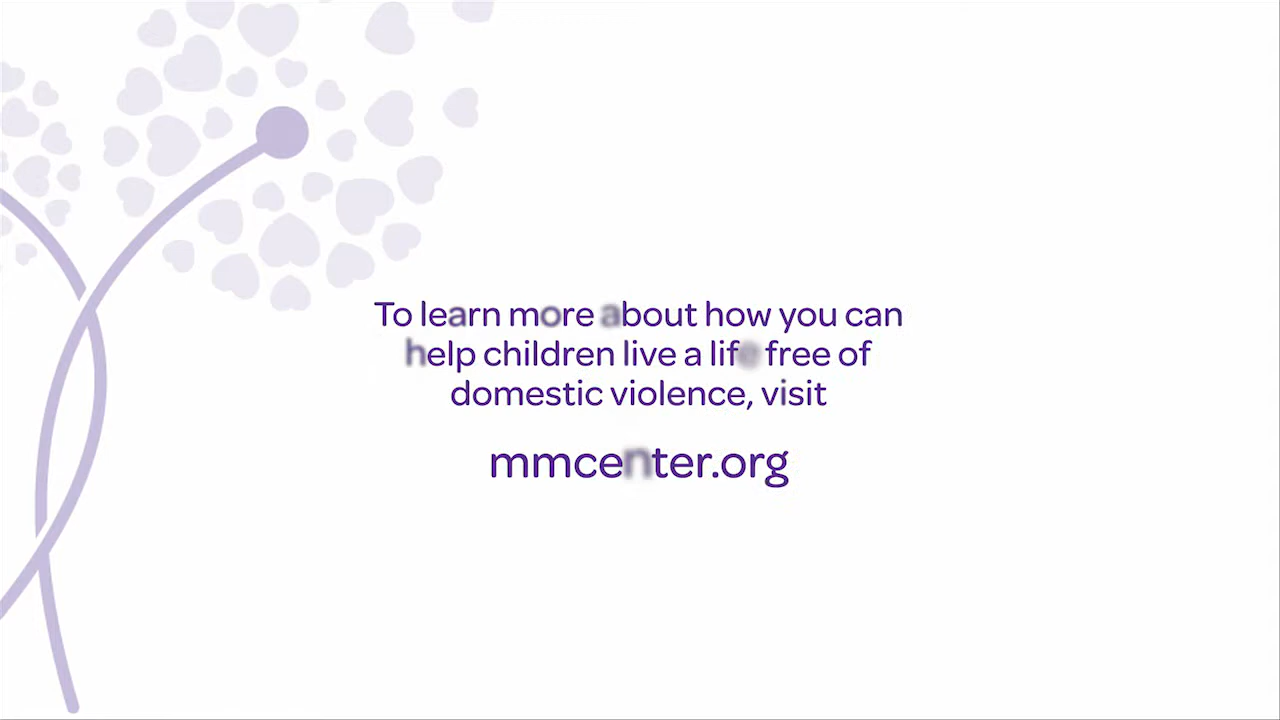 To learn more about how you can
help children live a life free of
domestic violence, visit
mmcenter.org